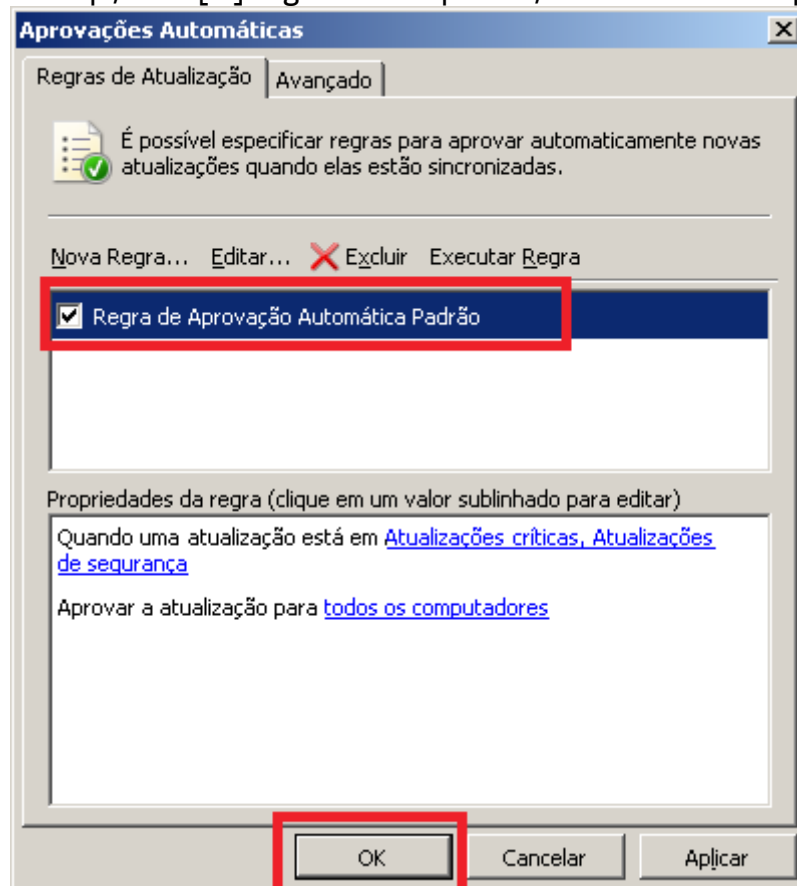 Aprovações Automáticas
Regras de Atualização Avançado
É possível especificar regras para aprovar automaticamente novas
atualizações quando elas estão sincronizadas.
Nova Regra... Editar... Excluir Executar Regra
Regra de Aprovação Automática Padrão
Propriedades da regra (clique em um valor sublinhado para editar)
Quando uma atualização está em Atualizações críticas, Atualizações
de segurança
Aprovar a atualização para todos os computadores
OK Cancelar Aplicar